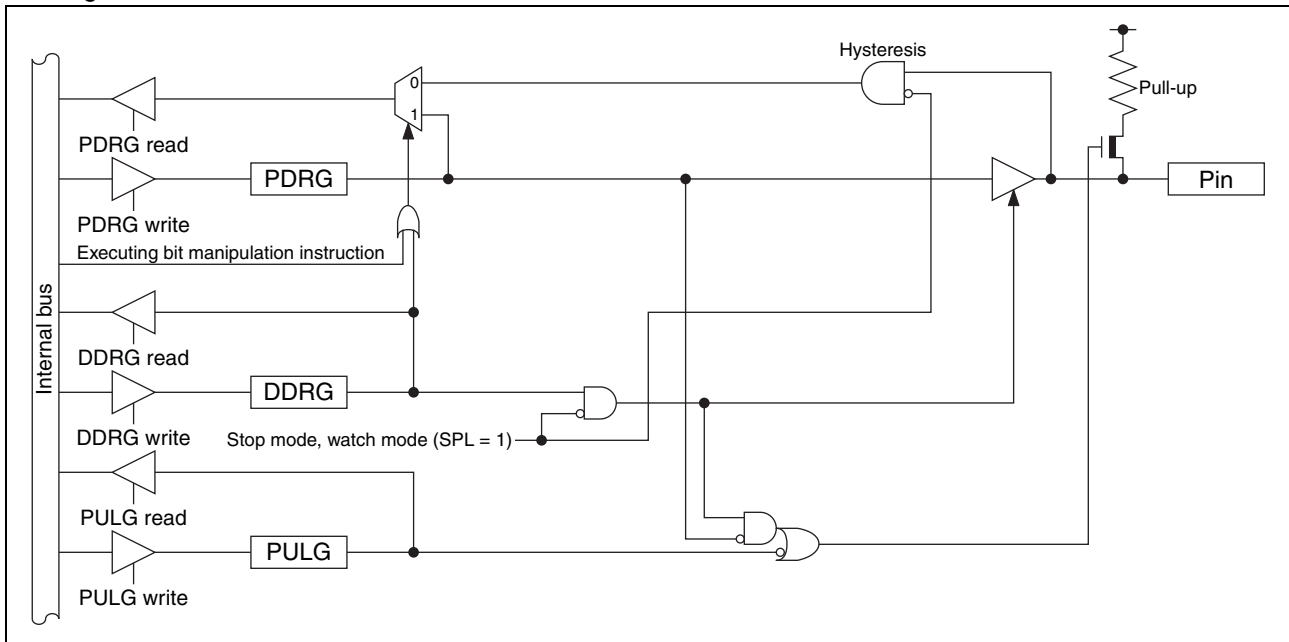 Hysteresis
0
Pull-up
1
PDRG read
PDRG
Pin
PDRG write
Executing bit manipulation instruction
Internal bus
DDRG read
DDRG
DDRG write
Stop mode, watch mode (SPL = 1)
PULG read
PULG
PULG write